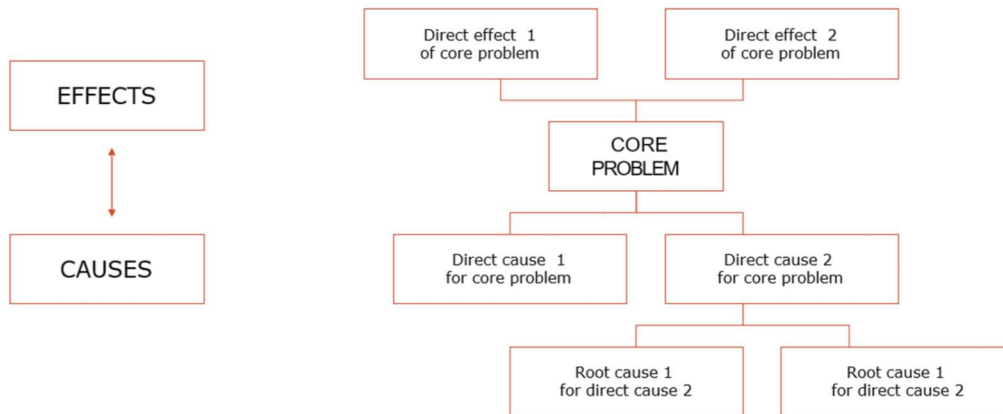 Direct effect 1
of core problem
Direct effect 2
of core problem
EFFECTS
CORE
PROBLEM
CAUSES
Direct cause 1
for core problem
Direct cause 2
for core problem
Root cause 1
for direct cause 2
Root cause 1
for direct cause 2